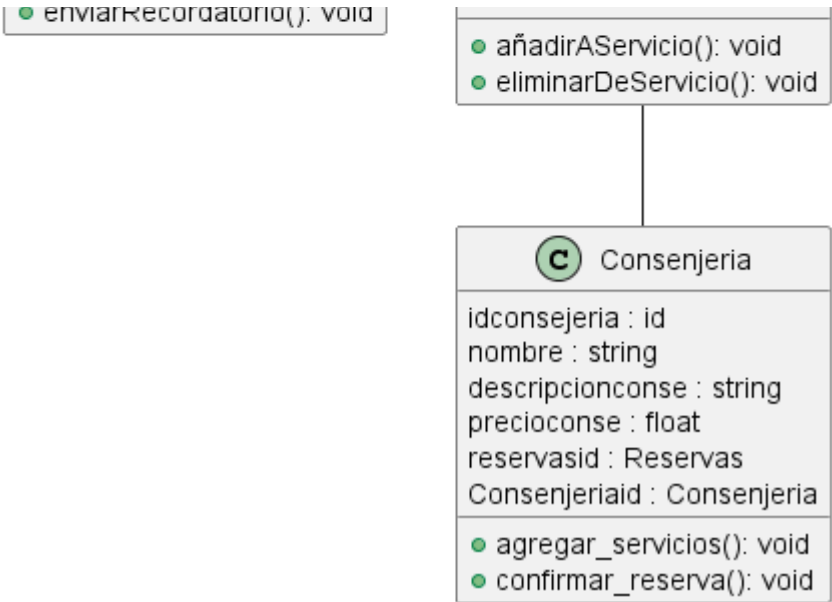 enviarRecordatorio(): void
añadirAServicio(): void
eliminarDeServicio(): void
C Consenjeria
idconsejeria : id
nombre : string
descripcionconse : string
precioconse : float
reservasid : Reservas
Consenjeriaid : Consenjeria
agregar_servicios(): void
confirmar_reserva(): void